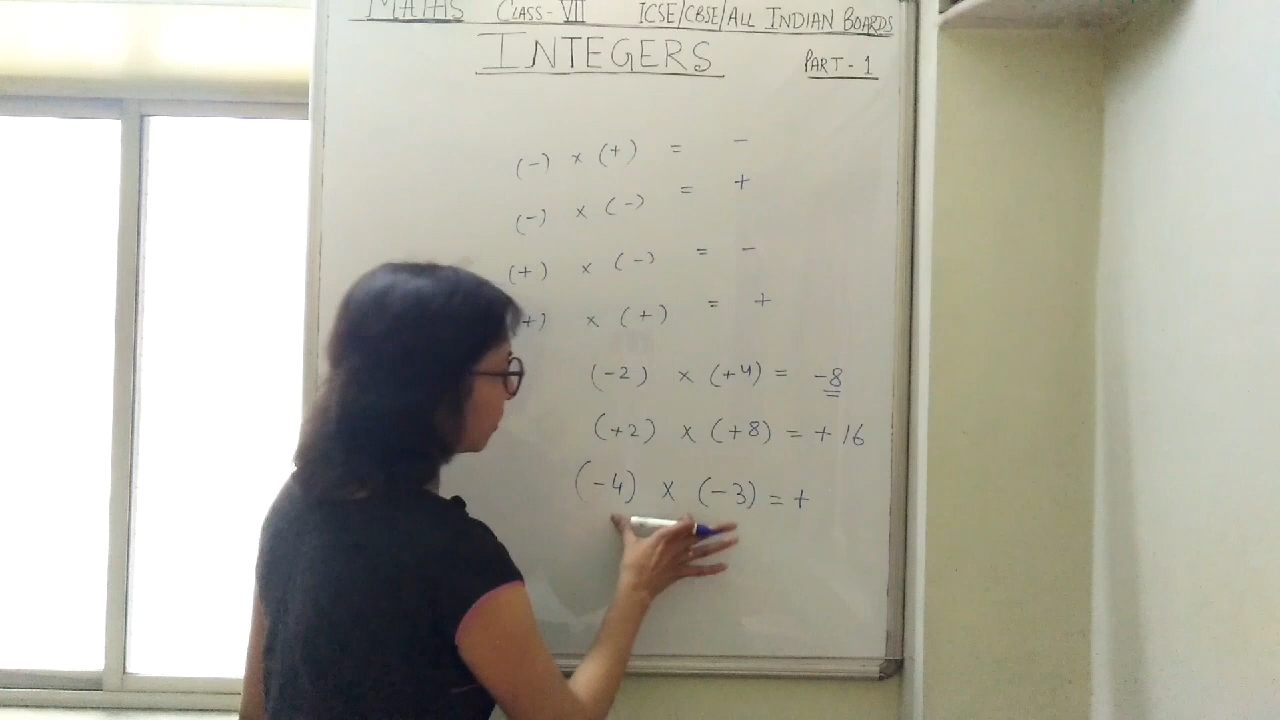 MATHS CLASS-VII ICSE/CBSE/ALL INDIAN BOARDS
INTEGERS
PART - 1
(-) × (+) = -
(-) × (-) = +
(+) × (-) = -
+) × (+) = +
(-2) × (+4) = -8
(+2) × (+8) = +16
(-4) × (-3) = +